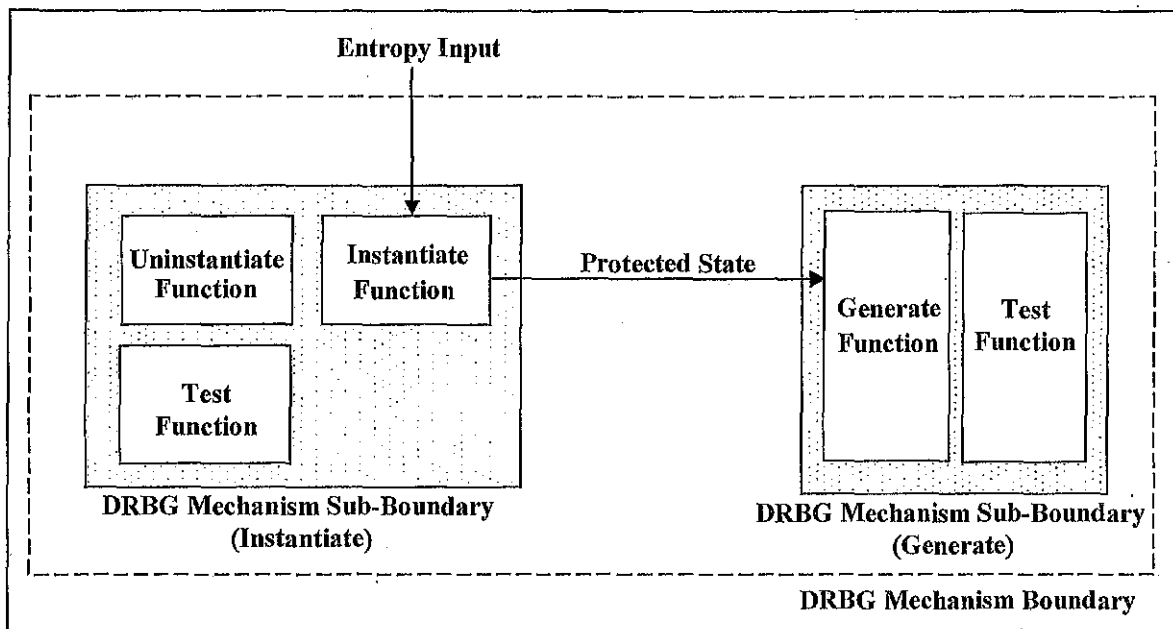 Entropy Input
Uninstantiate
Function
Instantiate
Function
Test
Function
Protected State
Generate
Function
Test
Function
DRBG Mechanism Sub-Boundary
(Instantiate)
DRBG Mechanism Sub-Boundary
(Generate)
DRBG Mechanism Boundary